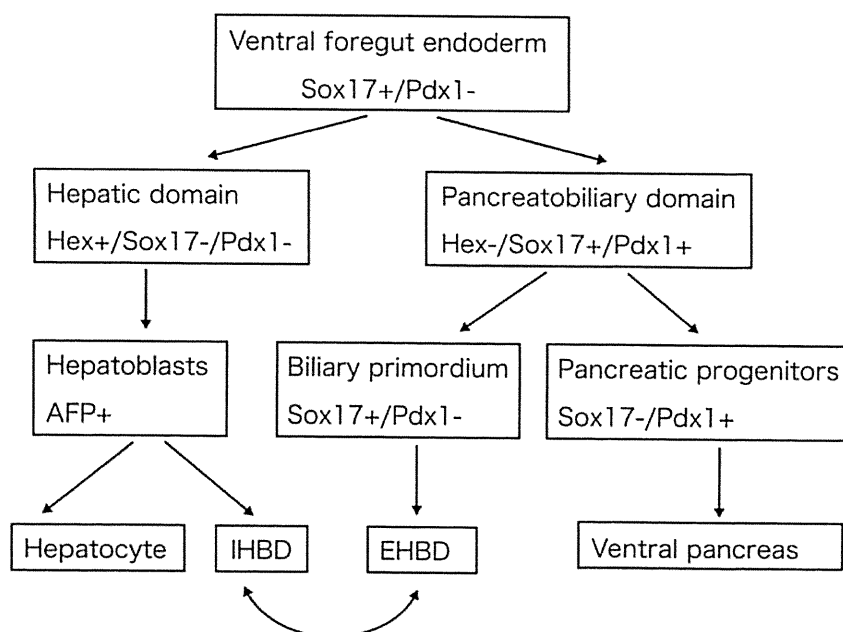 Ventral foregut endoderm
Sox17+/Pdx1-
Hepatic domain
Hex+/Sox17-/Pdx1-
Pancreatobiliary domain
Hex-/Sox17+/Pdx1+
Hepatoblasts
AFP+
Biliary primordium
Sox17+/Pdx1-
Pancreatic progenitors
Sox17-/Pdx1+
Hepatocyte
IHBD
EHBD
Ventral pancreas